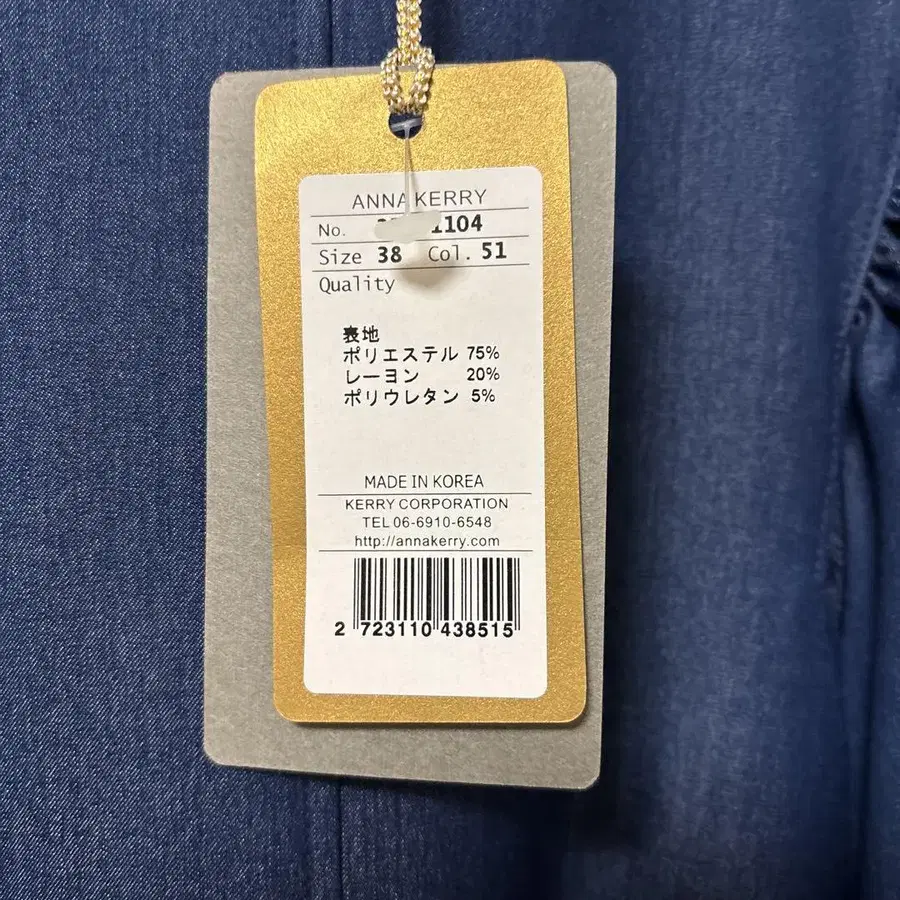 ANNA KERRY
No. 1104
Size 38 Col. 51
Quality
表地
ポリエステル 75%
レーヨン 20%
ポリウレタン 5%
MADE IN KOREA
KERRY CORPORATION
TEL 06-6910-6548
http://annakerry.com
2 723110 438515